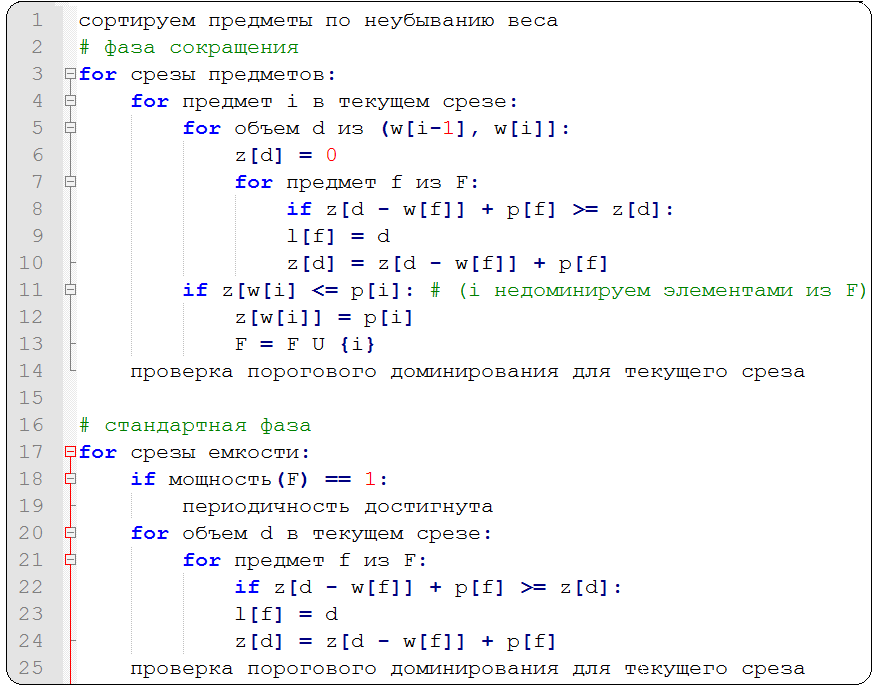 1 сортируем предметы по неубыванию веса
2 # фаза сокращения
3 for срезы предметов:
4     for предмет i в текущем срезе:
5         for объем d из (w[i-1], w[i]]:
6             z[d] = 0
7             for предмет f из F:
8                 if z[d - w[f]] + p[f] >= z[d]:
9                 l[f] = d
10                 z[d] = z[d - w[f]] + p[f]
11         if z[w[i] <= p[i]: # (i недоминируем элементами из F)
12             z[w[i]] = p[i]
13             F = F U {i}
14     проверка порогового доминирования для текущего среза
15
16 # стандартная фаза
17 for срезы емкости:
18     if мощность(F) == 1:
19         периодичность достигнута
20     for объем d в текущем срезе:
21         for предмет f из F:
22             if z[d - w[f]] + p[f] >= z[d]:
23             l[f] = d
24             z[d] = z[d - w[f]] + p[f]
25     проверка порогового доминирования для текущего среза